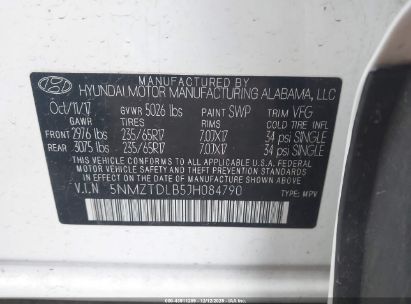 MANUFACTURED BY
HYUNDAI MOTOR MANUFACTURING ALABAMA, LLC
Oct/11/17 GVWR 5026 lbs PAINT SWP TRIM VFG
GAWR TIRES RIMS COLD INFL. TIRE
FRONT 2976 lbs 235/65R17 7.0JX17 34 psi SINGLE
REAR 3075 lbs 235/65R17 7.0JX17 34 psi SINGLE
THIS VEHICLE CONFORMS TO ALL APPLICABLE U.S.A. FEDERAL
MOTOR VEHICLE SAFETY AND THEFT PREVENTION STANDARDS
IN EFFECT ON THE DATE OF MANUFACTURE SHOWN ABOVE.
V.I.N 5NMZTDLB5JH084790 TYPE: MPV